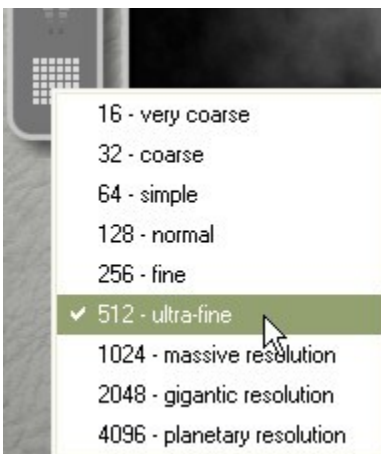 16 - very coarse
32 - coarse
64 - simple
128 - normal
256 - fine
512 - ultra-fine
1024 - massive resolution
2048 - gigantic resolution
4096 - planetary resolution